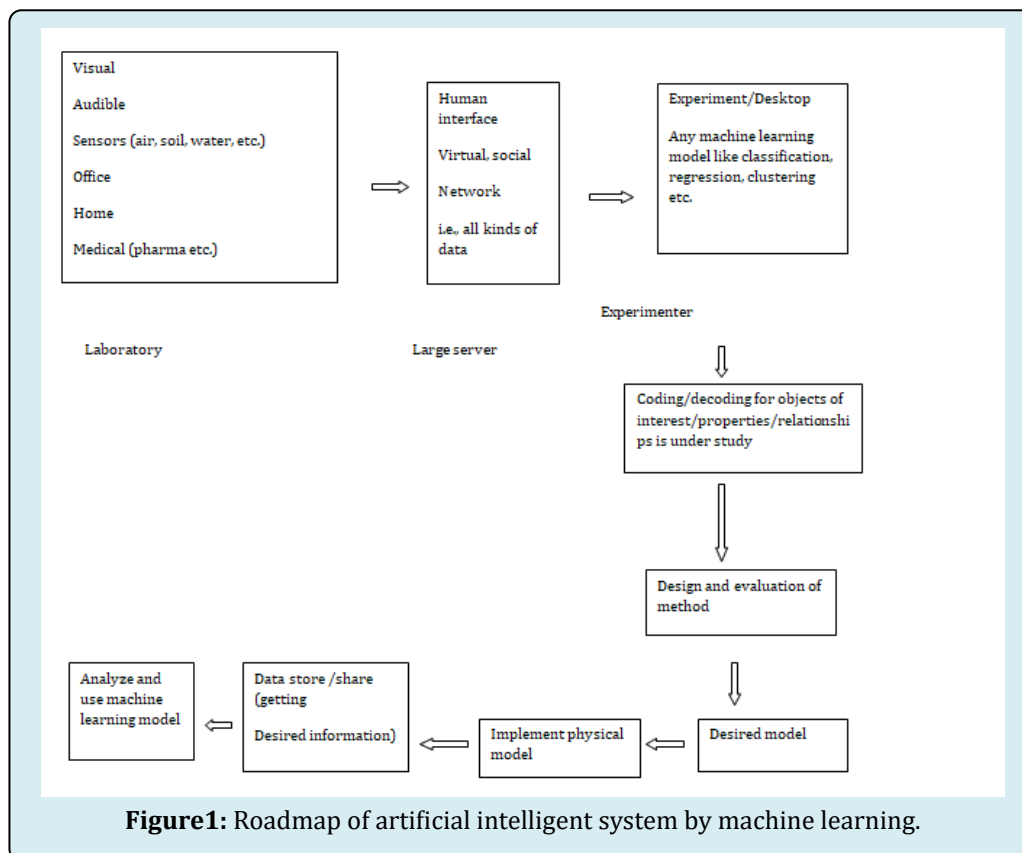 Visual
Audible
Sensors (air, soil, water, etc.)
Office
Home
Medical (pharma etc.)
Human
interface
Virtual, social
Network
i.e., all kinds of
data
Experiment/Desktop
Any machine learning
model like classification,
regression, clustering
etc.
Laboratory
Large server
Experimenter
Coding/decoding for objects of
interest/properties/relationshi
ps is under study
Design and evaluation of
method
Desired model
Implement physical
model
Data store /share
(getting
Desired information)
Analyze and
use machine
learning model
Figure1: Roadmap of artificial intelligent system by machine learning.